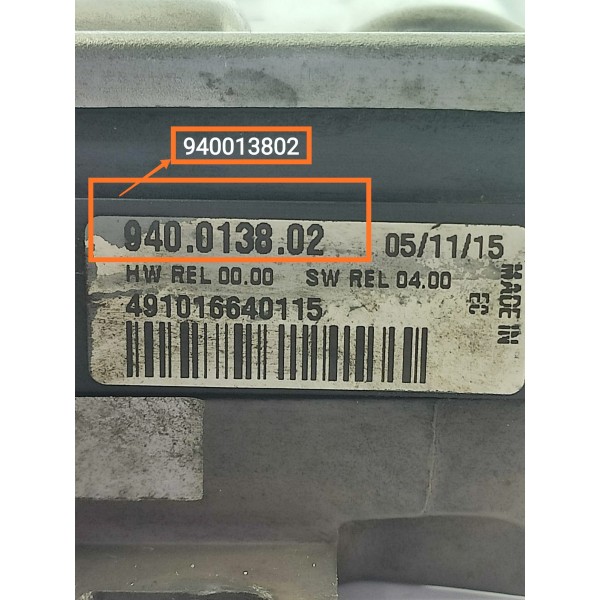 940013802
940.0138.02 05/11/15
HW REL 00.00 SW REL 04.00
491016640115
MADE IN
EC